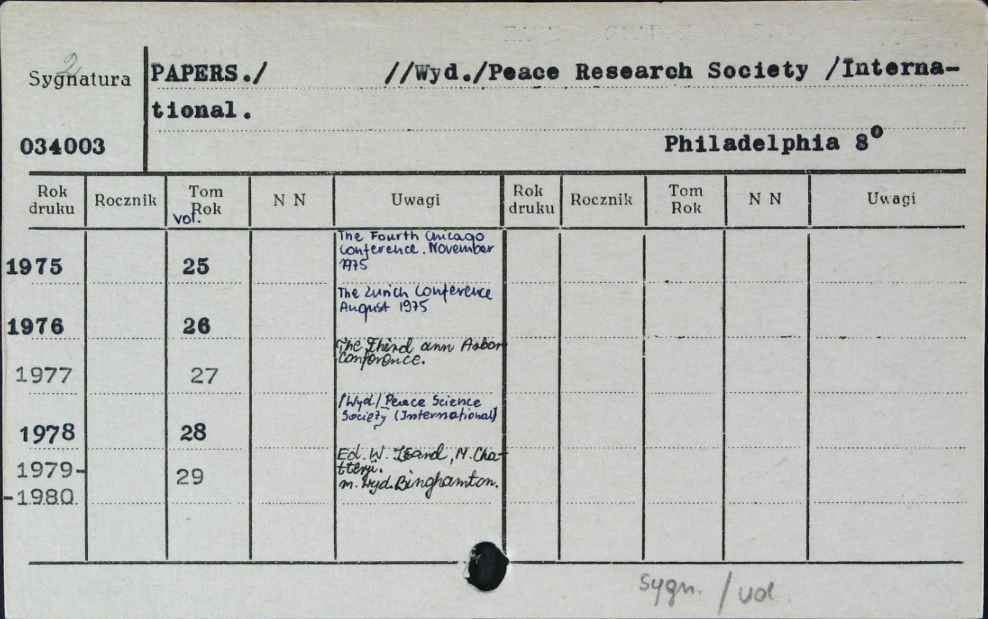 2
Sygnatura PAPERS./ //Wyd./Peace Research Society /Interna-
tional.
034003 Philadelphia 8°
Rok druku Rocznik Tom Rok N N Uwagi Rok druku Rocznik Tom Rok N N Uwagi
vol.
The Fourth Chicago
Conference. November
1975 25 1975
The Zurich Conference
August 1975
1976 26
The Third ann Arbor
Conference.
1977 27
/Wyd/ Peace Science
Society (International)
1978 28
Ed. W. Isard, M. Cha-
1979- 29 tterji.
-1980 m. wyd. Binghamton.
sygn. / vol